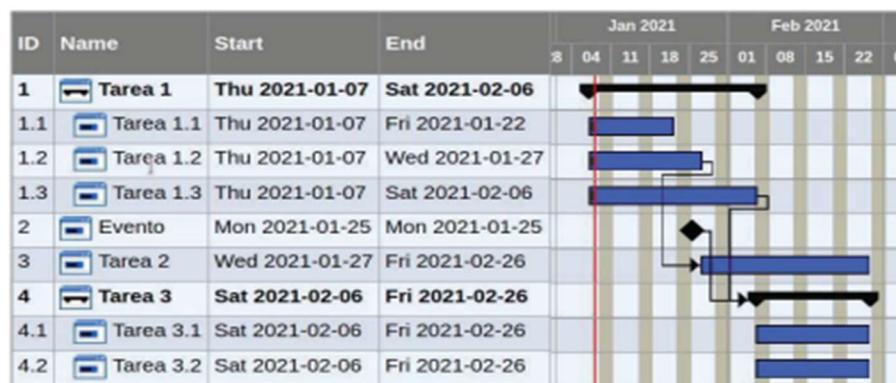 ID Name Start End Jan 2021 Feb 2021
04 11 18 25 01 08 15 22
1 Tarea 1 Thu 2021-01-07 Sat 2021-02-06
1.1 Tarea 1.1 Thu 2021-01-07 Fri 2021-01-22
1.2 Tarea 1.2 Thu 2021-01-07 Wed 2021-01-27
1.3 Tarea 1.3 Thu 2021-01-07 Sat 2021-02-06
2 Evento Mon 2021-01-25 Mon 2021-01-25
3 Tarea 2 Wed 2021-01-27 Fri 2021-02-26
4 Tarea 3 Sat 2021-02-06 Fri 2021-02-26
4.1 Tarea 3.1 Sat 2021-02-06 Fri 2021-02-26
4.2 Tarea 3.2 Sat 2021-02-06 Fri 2021-02-26